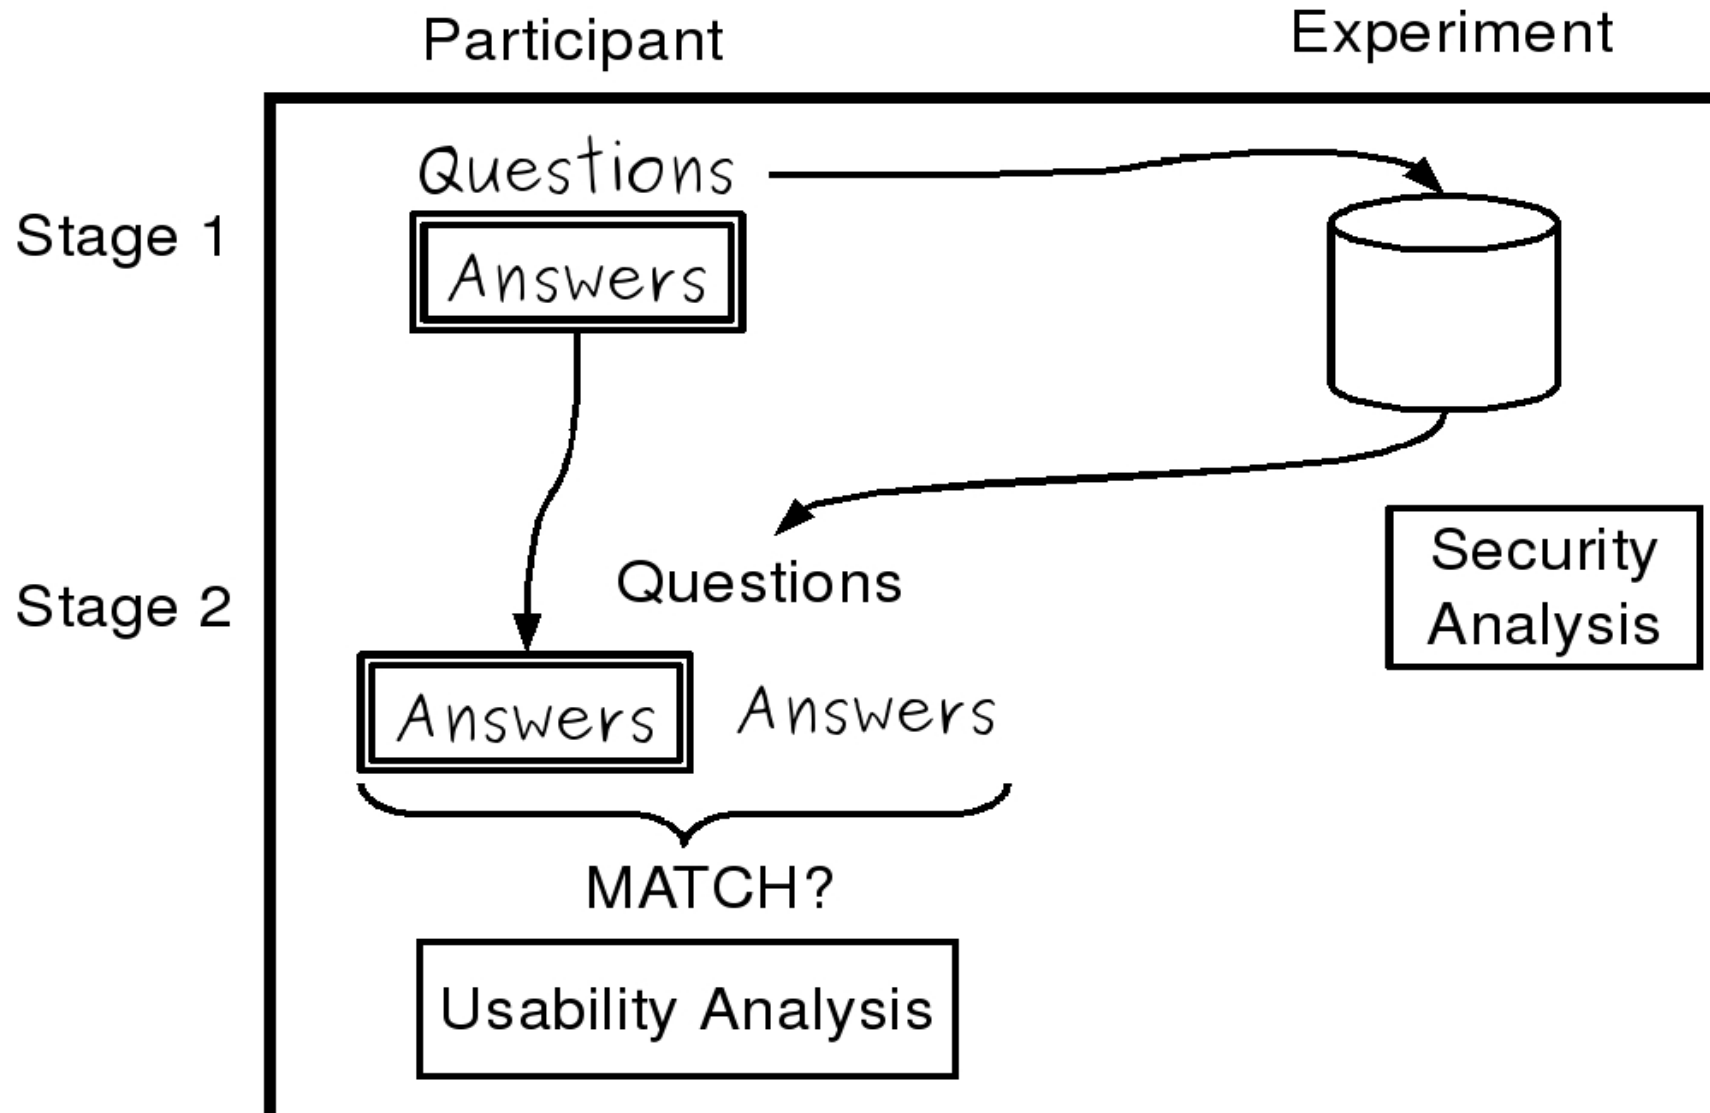 Participant
Experiment
Questions
Stage 1
Answers
Questions
Security
Analysis
Stage 2
Answers
Answers
MATCH?
Usability Analysis